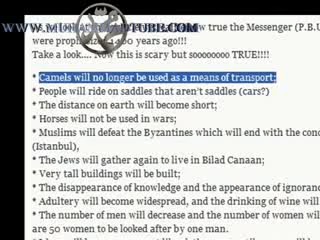 were prop 1400 years ago!!!
Take a look.... Now this is scary but soooooooo TRUE!!!!
* Camels will no longer be used as a means of transport;
* People will ride on saddles that aren't saddles (cars?)
* The distance on earth will become short;
* Horses will not be used in wars;
* Muslims will defeat the Byzantines which will end with the con
(Istanbul),
* The Jews will gather again to live in Bilad Canaan;
* Very tall buildings will be built;
* The disappearance of knowledge and the appearance of ignoran
* Adultery will become widespread, and the drinking of wine will
* The number of men will decrease and the number of women will
are 50 women to be looked after by one man.